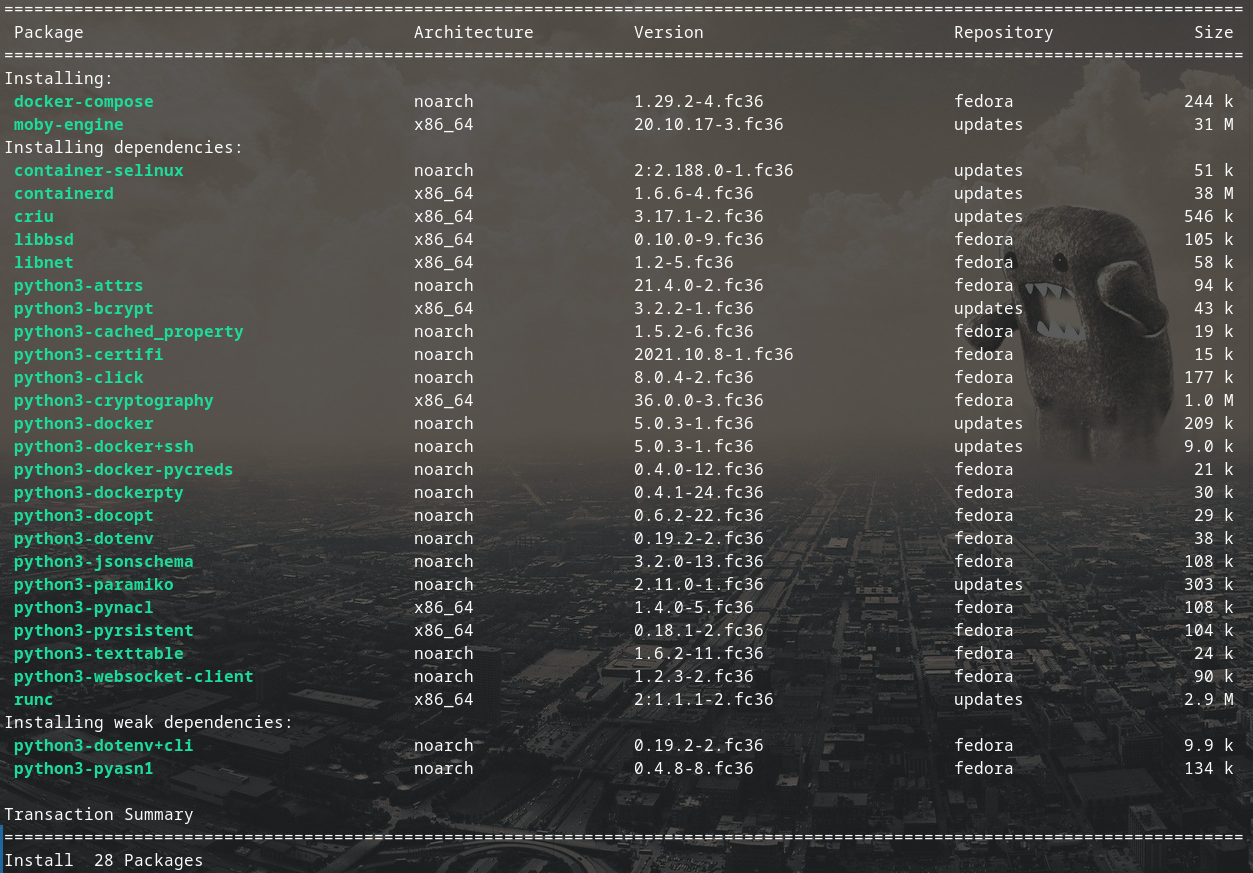 ============================================================================================================================
Package Architecture Version Repository Size
============================================================================================================================
Installing:
docker-compose noarch 1.29.2-4.fc36 fedora 244 k
moby-engine x86_64 20.10.17-3.fc36 updates 31 M
Installing dependencies:
container-selinux noarch 2:2.188.0-1.fc36 updates 51 k
containerd x86_64 1.6.6-4.fc36 updates 38 M
criu x86_64 3.17.1-2.fc36 updates 546 k
libbsd x86_64 0.10.0-9.fc36 fedora 105 k
libnet x86_64 1.2-5.fc36 fedora 58 k
python3-attrs noarch 21.4.0-2.fc36 fedora 94 k
python3-bcrypt x86_64 3.2.2-1.fc36 updates 43 k
python3-cached_property noarch 1.5.2-6.fc36 fedora 19 k
python3-certifi noarch 2021.10.8-1.fc36 fedora 15 k
python3-click noarch 8.0.4-2.fc36 fedora 177 k
python3-cryptography x86_64 36.0.0-3.fc36 fedora 1.0 M
python3-docker noarch 5.0.3-1.fc36 updates 209 k
python3-docker+ssh noarch 5.0.3-1.fc36 updates 9.0 k
python3-docker-pycreds noarch 0.4.0-12.fc36 fedora 21 k
python3-dockerpty noarch 0.4.1-24.fc36 fedora 30 k
python3-docopt noarch 0.6.2-22.fc36 fedora 29 k
python3-dotenv noarch 0.19.2-2.fc36 fedora 38 k
python3-jsonschema noarch 3.2.0-13.fc36 fedora 108 k
python3-paramiko noarch 2.11.0-1.fc36 updates 303 k
python3-pynacl x86_64 1.4.0-5.fc36 fedora 108 k
python3-pyrsistent x86_64 0.18.1-2.fc36 fedora 104 k
python3-texttable noarch 1.6.2-11.fc36 fedora 24 k
python3-websocket-client noarch 1.2.3-2.fc36 fedora 90 k
runc x86_64 2:1.1.1-2.fc36 updates 2.9 M
Installing weak dependencies:
python3-dotenv+cli noarch 0.19.2-2.fc36 fedora 9.9 k
python3-pyasn1 noarch 0.4.8-8.fc36 fedora 134 k
Transaction Summary
============================================================================================================================
Install 28 Packages